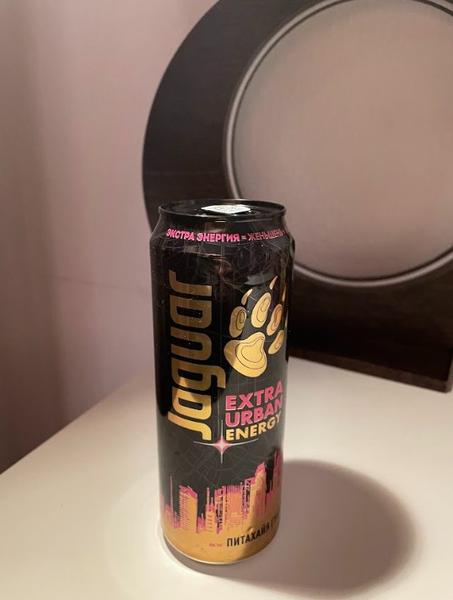 ЭКСТРА ЭНЕРГИЯ = ЖЕНЬШЕНЬ
Jaguar
EXTRA
URBAN
ENERGY
ПИТАХАЙЯ